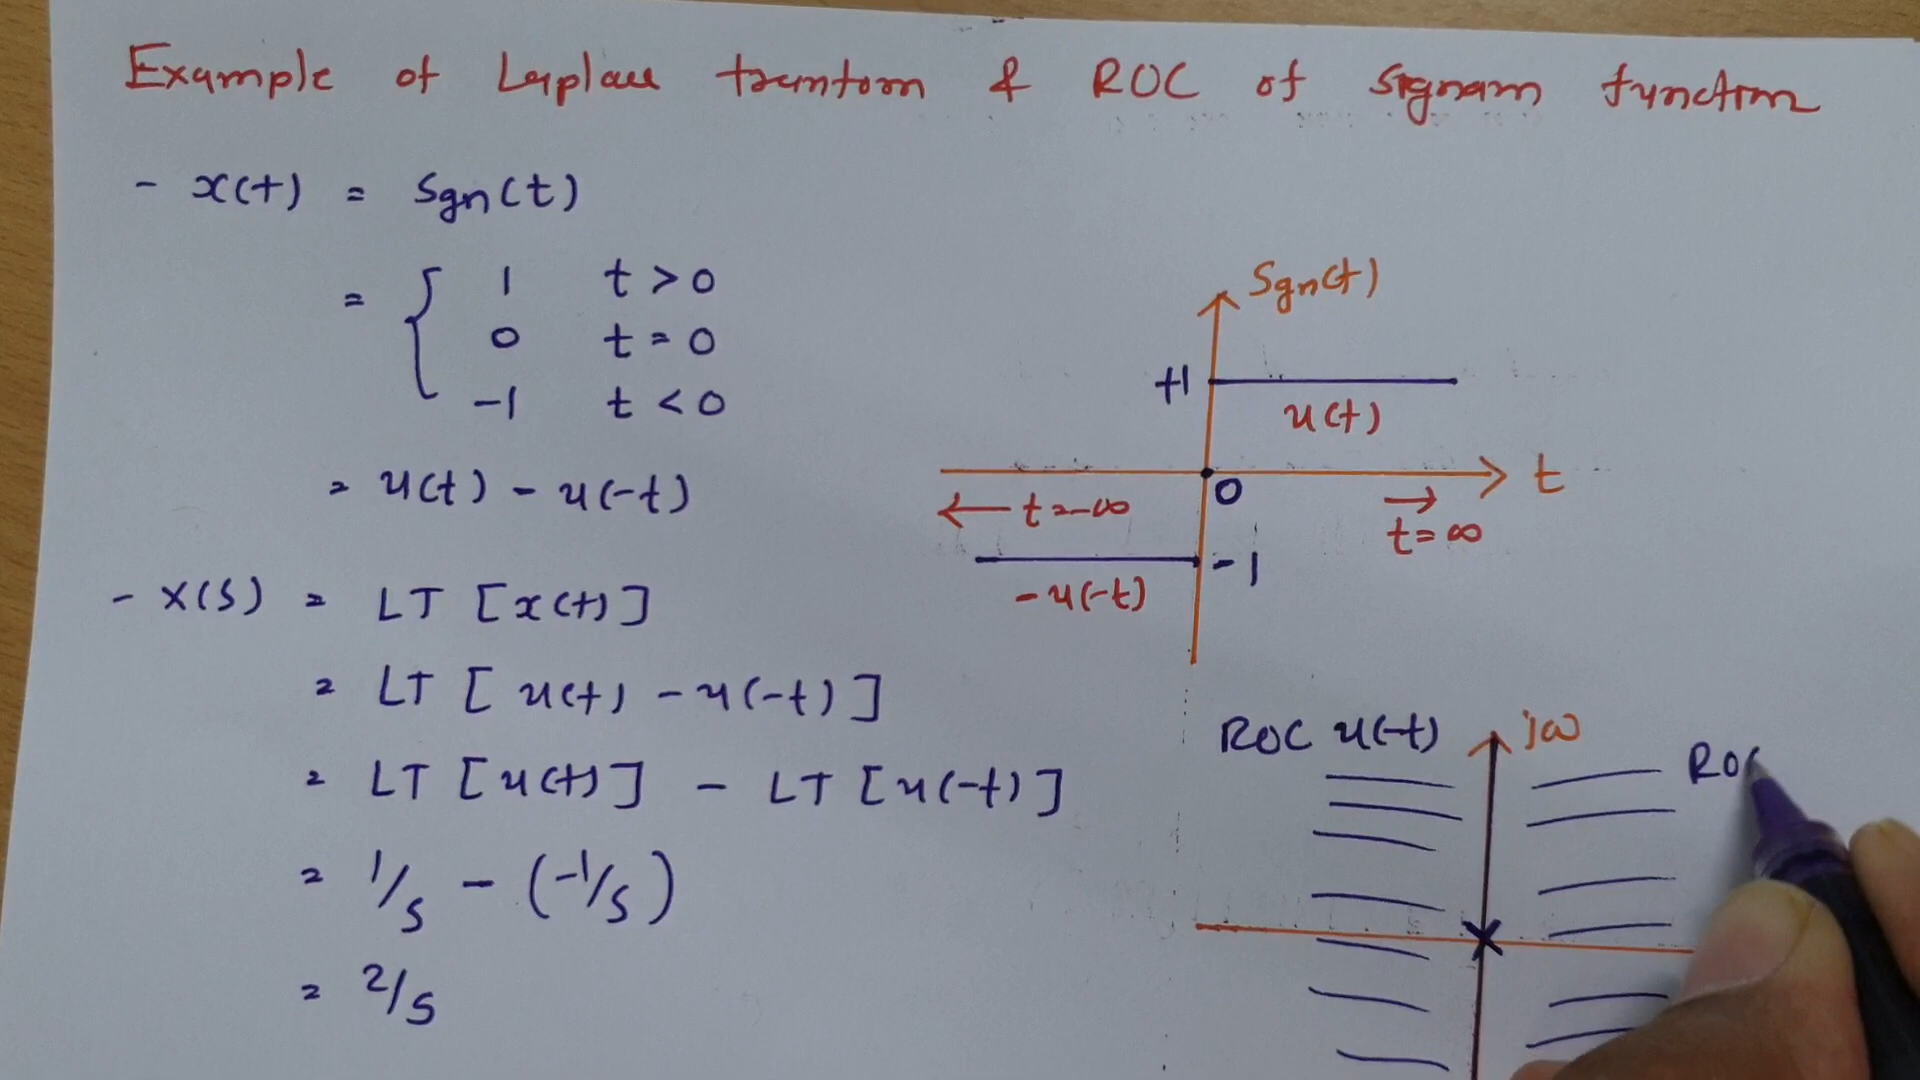 Example of Laplace transform & ROC of signam function
- x(t) = Sgn(t)
= { 1 t > 0
0 t = 0
-1 t < 0
= u(t) - u(-t)
- X(S) = LT [x(t)]
= LT [u(t) - u(-t)]
= LT [u(t)] - LT [u(-t)]
= 1/s - (-1/s)
= 2/s
Sgn(t)
+1
u(t)
t
0
← t=-∞
→
t=∞
-1
-u(-t)
ROC u(-t)
jω
ROC